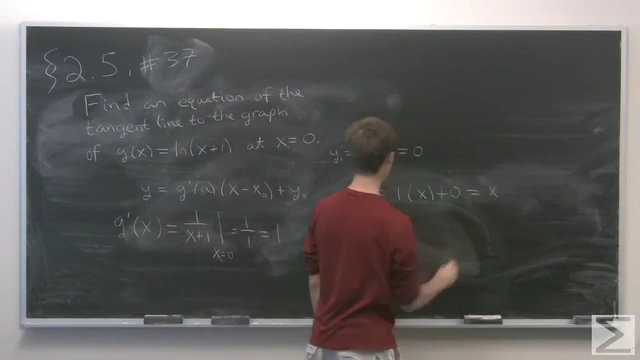 §2.5, #37
Find an equation of the
tangent line to the graph
of g(x)=ln(x+1) at x=0.
y₀= = 0
y = g'(a)(x-x₀)+y₀
1(x)+0 = x
g'(x) = 1/(x+1) |ₓ₌₀ = 1/1 = 1
Σ